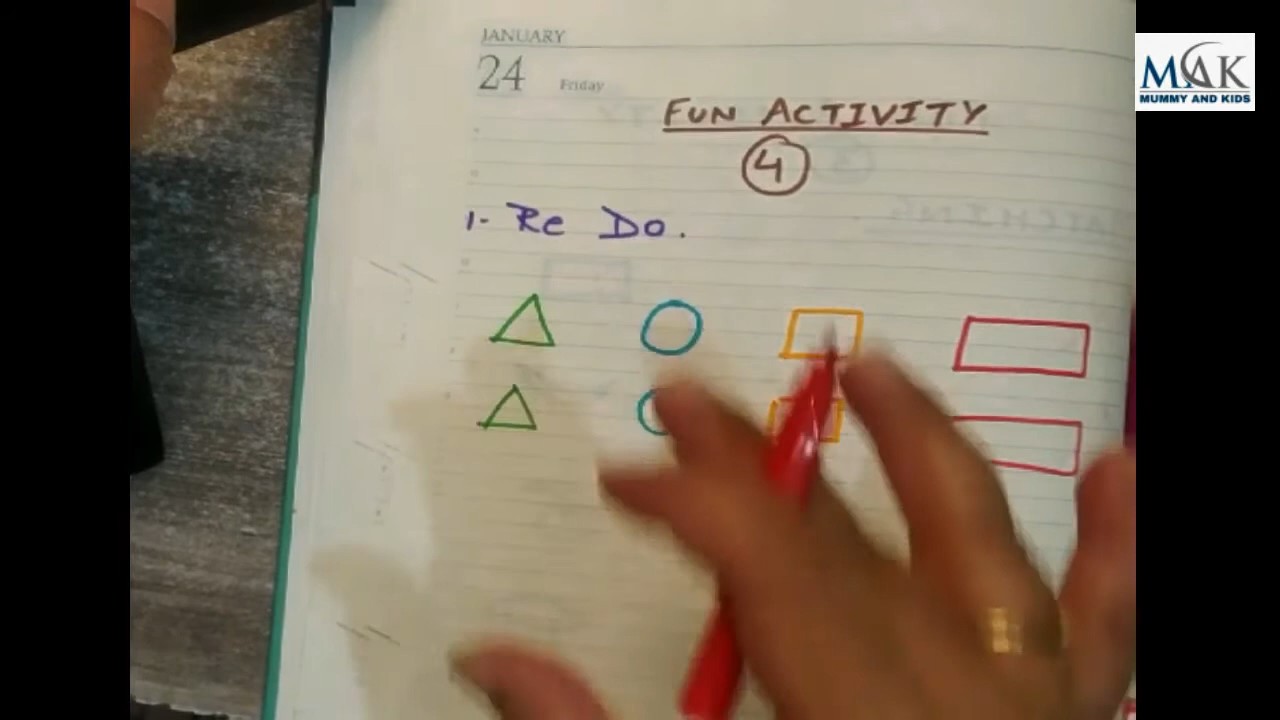 JANUARY
24 Friday
FUN ACTIVITY
4
1- Re Do.
MAK
MUMMY AND KIDS